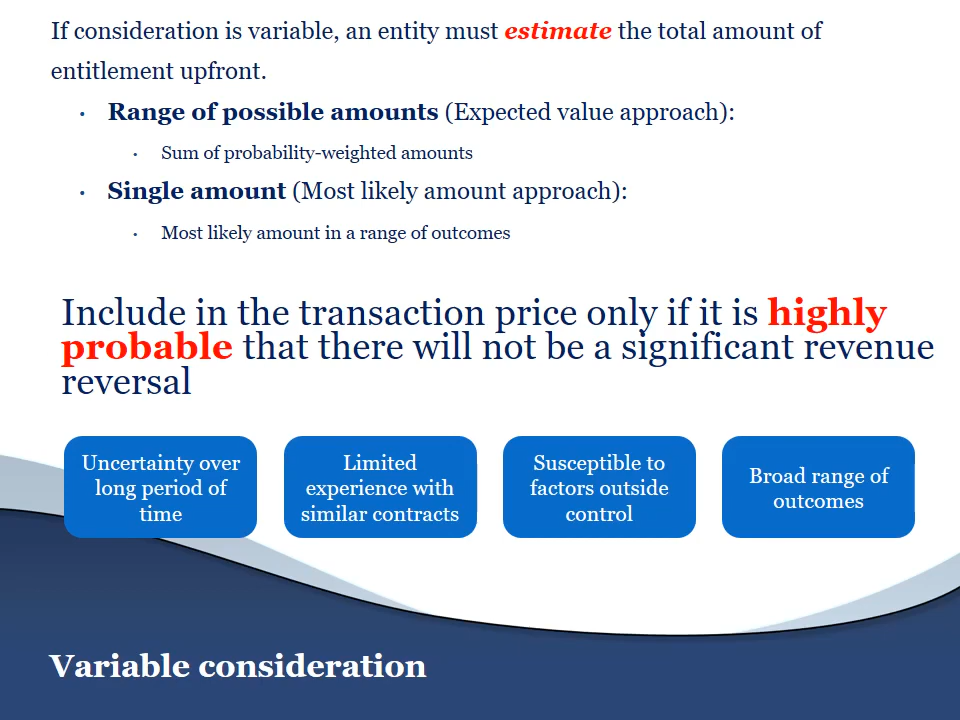 If consideration is variable, an entity must estimate the total amount of
entitlement upfront.
• Range of possible amounts (Expected value approach):
• Sum of probability-weighted amounts
• Single amount (Most likely amount approach):
• Most likely amount in a range of outcomes
Include in the transaction price only if it is highly
probable that there will not be a significant revenue
reversal
Uncertainty over
long period of
time
Limited
experience with
similar contracts
Susceptible to
factors outside
control
Broad range of
outcomes
Variable consideration